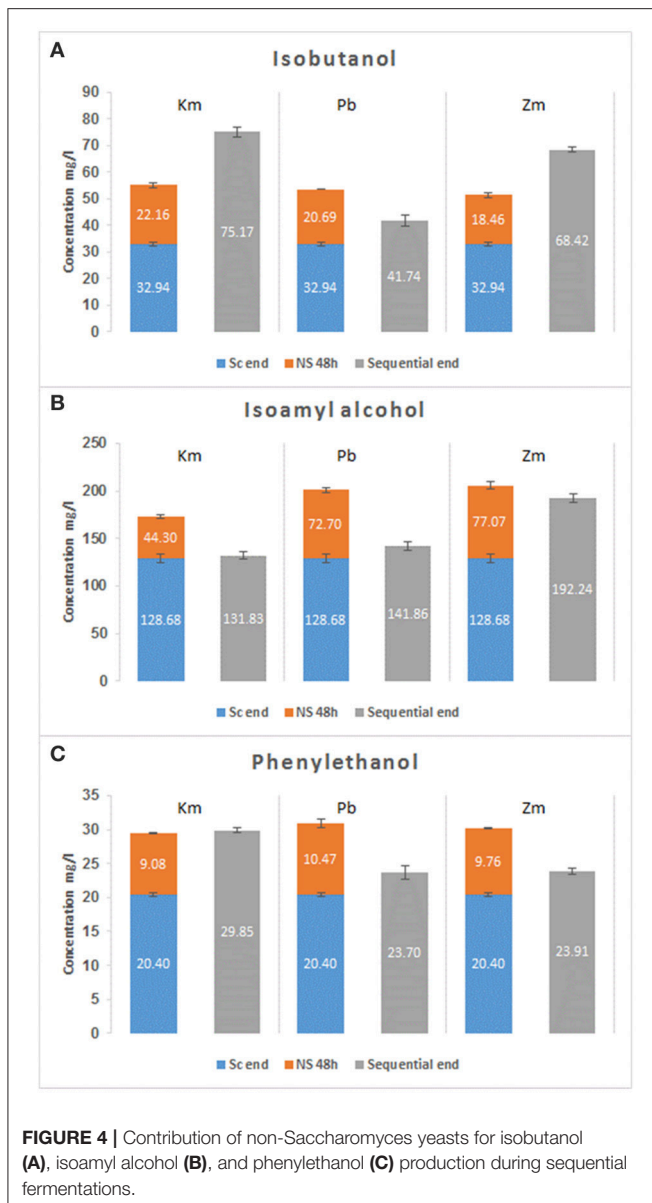 A
Isobutanol
Concentration mg/l
90
80
70
60
50
40
30
20
10
0
Km
Pb
Zm
22.16
32.94
75.17
20.69
32.94
41.74
18.46
32.94
68.42
Sc end
NS 48h
Sequential end
B
Isoamyl alcohol
Concentration mg/l
250
200
150
100
50
0
Km
Pb
Zm
44.30
128.68
131.83
72.70
128.68
141.86
77.07
128.68
192.24
Sc end
NS 48h
Sequential end
C
Phenylethanol
Concentration mg/l
35
30
25
20
15
10
5
0
Km
Pb
Zm
9.08
20.40
29.85
10.47
20.40
23.70
9.76
20.40
23.91
Sc end
NS 48h
Sequential end
FIGURE 4 | Contribution of non-Saccharomyces yeasts for isobutanol
(A), isoamyl alcohol (B), and phenylethanol (C) production during sequential
fermentations.